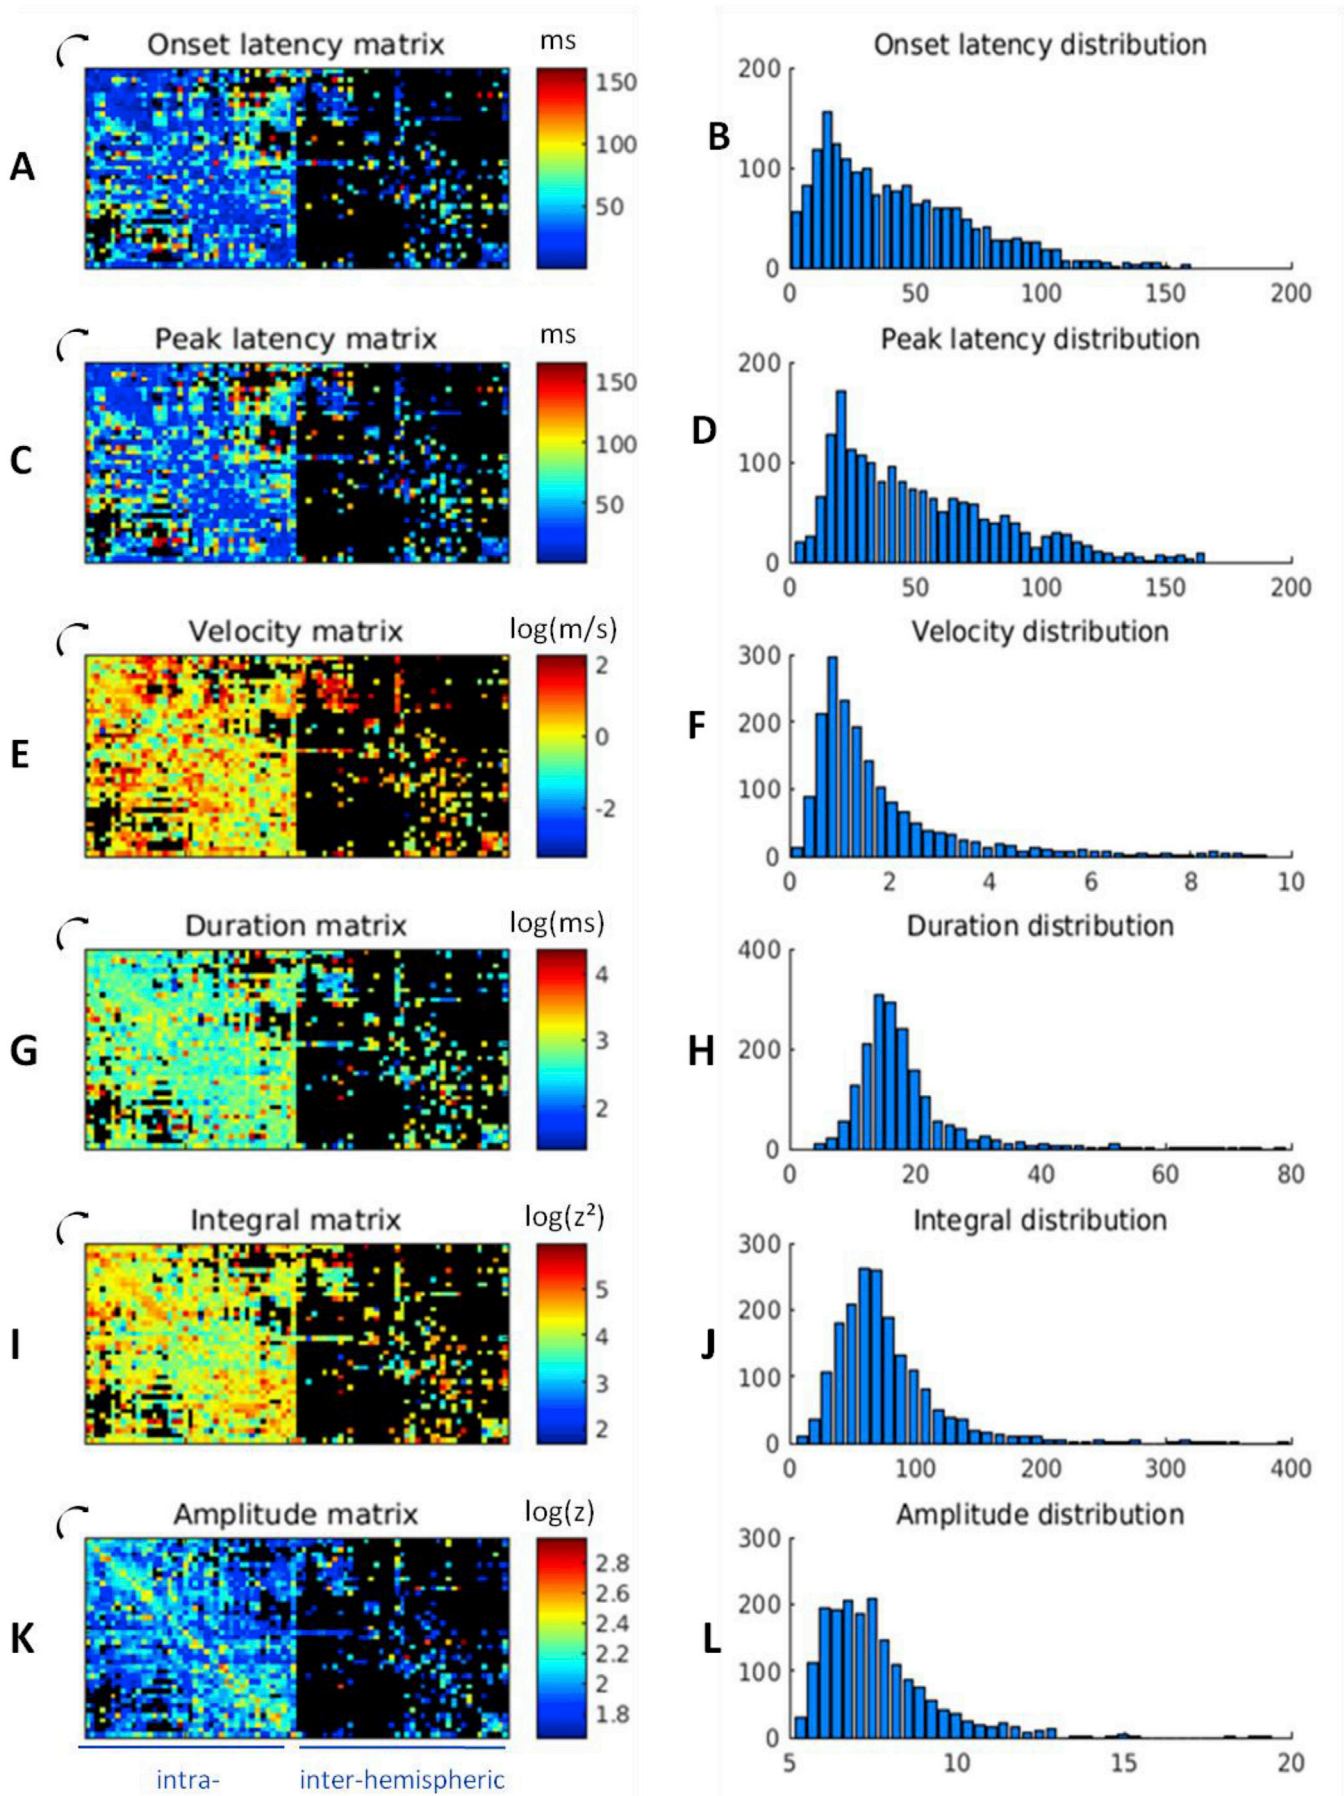 Onset latency matrix
ms
150
100
50
A
Onset latency distribution
200
100
0
0 50 100 150 200
B
Peak latency matrix
ms
150
100
50
C
Peak latency distribution
200
100
0
0 50 100 150 200
D
Velocity matrix
log(m/s)
2
0
-2
E
Velocity distribution
300
200
100
0
0 2 4 6 8 10
F
Duration matrix
log(ms)
4
3
2
G
Duration distribution
400
200
0
0 20 40 60 80
H
Integral matrix
log(z²)
5
4
3
2
I
Integral distribution
300
200
100
0
0 100 200 300 400
J
Amplitude matrix
log(z)
2.8
2.6
2.4
2.2
2
1.8
K
Amplitude distribution
300
200
100
0
5 10 15 20
L
intra- inter-hemispheric